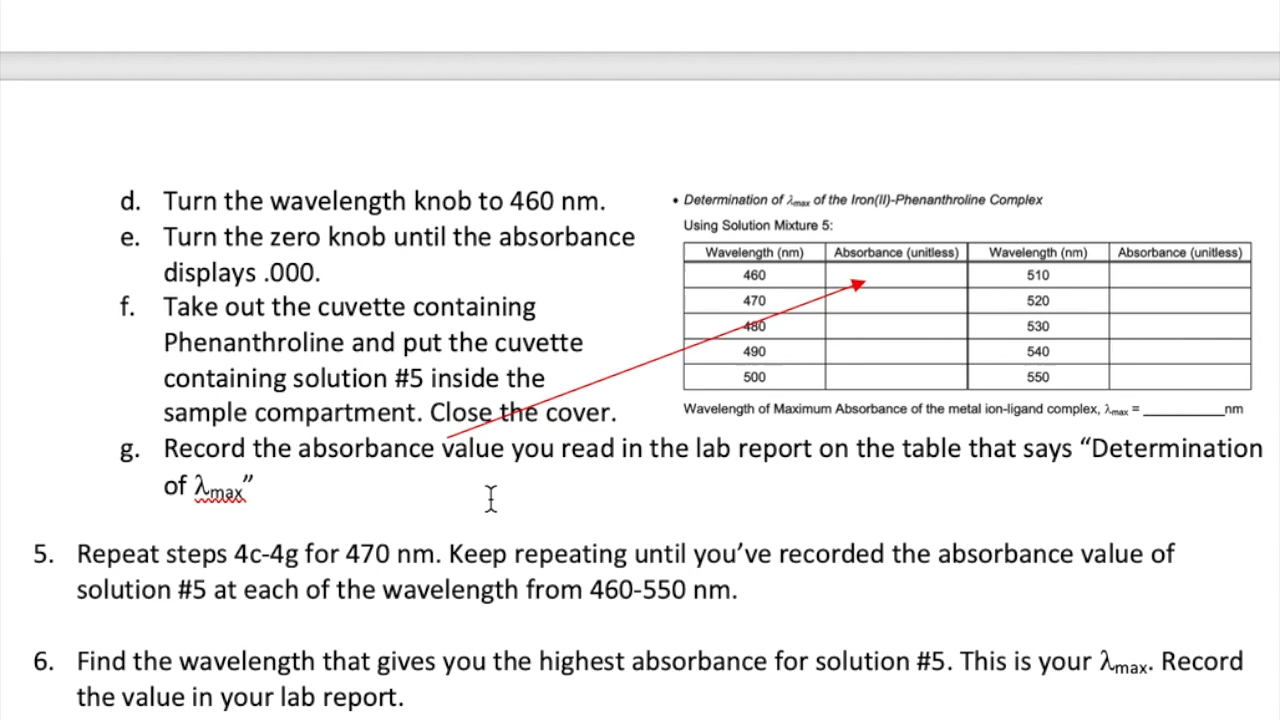 d. Turn the wavelength knob to 460 nm.
e. Turn the zero knob until the absorbance
displays .000.
f. Take out the cuvette containing
Phenanthroline and put the cuvette
containing solution #5 inside the
sample compartment. Close the cover.
• Determination of λmax of the Iron(II)-Phenanthroline Complex
Using Solution Mixture 5:
Wavelength (nm) Absorbance (unitless) Wavelength (nm) Absorbance (unitless)
460 510
470 520
480 530
490 540
500 550
Wavelength of Maximum Absorbance of the metal ion-ligand complex, λmax = __________nm
g. Record the absorbance value you read in the lab report on the table that says “Determination
of λmax”
5. Repeat steps 4c-4g for 470 nm. Keep repeating until you’ve recorded the absorbance value of
solution #5 at each of the wavelength from 460-550 nm.
6. Find the wavelength that gives you the highest absorbance for solution #5. This is your λmax. Record
the value in your lab report.